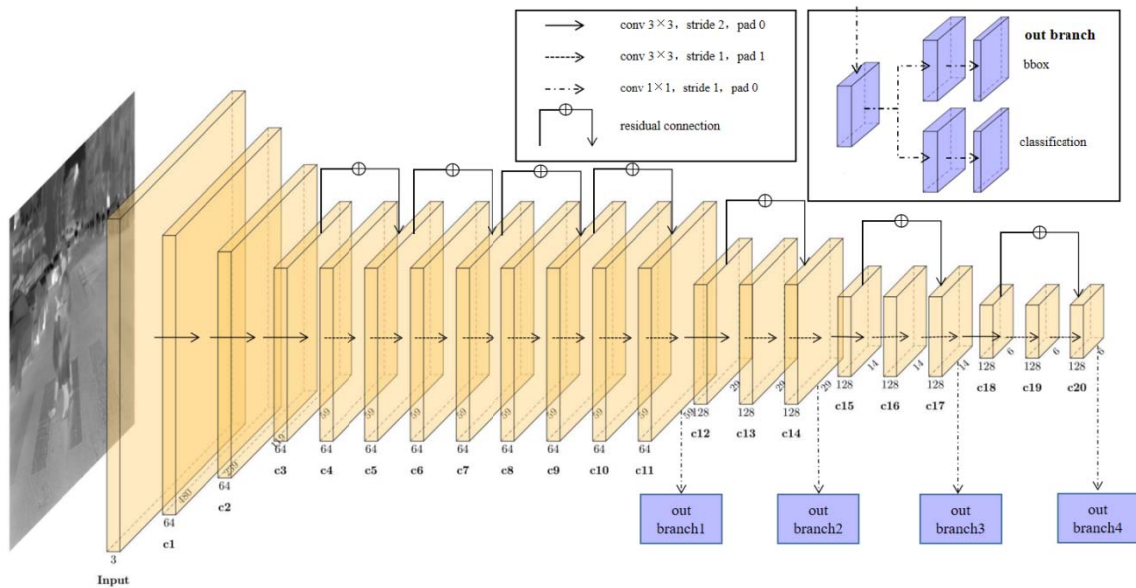 conv 3×3, stride 2, pad 0
conv 3×3, stride 1, pad 1
conv 1×1, stride 1, pad 0
residual connection
out branch
bbox
classification
480
239
119
59
59
59
59
59
59
59
59
59
29
29
29
14
14
14
6
6
6
3
64
64
64
64
64
64
64
64
64
64
64
128
128
128
128
128
128
128
128
128
Input
c1
c2
c3
c4
c5
c6
c7
c8
c9
c10
c11
c12
c13
c14
c15
c16
c17
c18
c19
c20
out
branch1
out
branch2
out
branch3
out
branch4